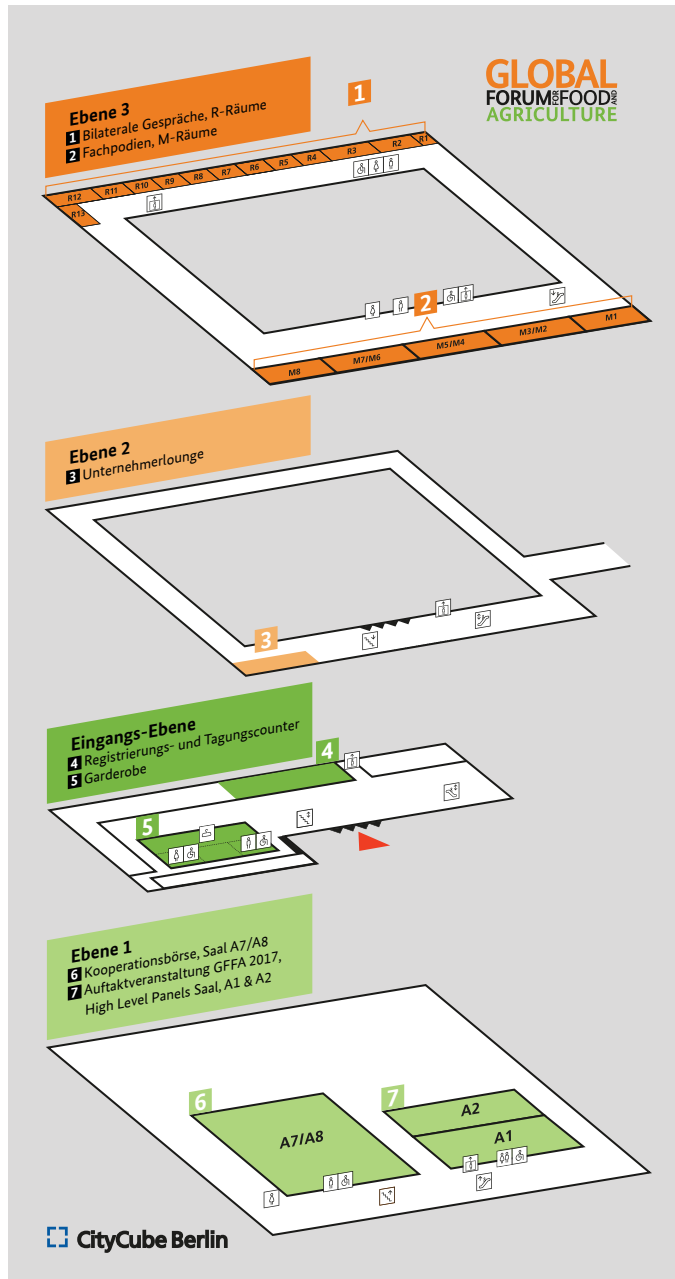 GLOBAL
FORUM FOR FOOD AND
AGRICULTURE
Ebene 3
1 Bilaterale Gespräche, R-Räume
2 Fachpodien, M-Räume
1
R12
R11
R10
R9
R8
R7
R6
R5
R4
R3
R2
R1
R13
2
M8
M7/M6
M5/M4
M3/M2
M1
Ebene 2
3 Unternehmerlounge
3
Eingangs-Ebene
4 Registrierungs- und Tagungscounter
5 Garderobe
4
5
Ebene 1
6 Kooperationsbörse, Saal A7/A8
7 Auftaktveranstaltung GFFA 2017,
High Level Panels Saal, A1 & A2
6
7
A7/A8
A2
A1
CityCube Berlin